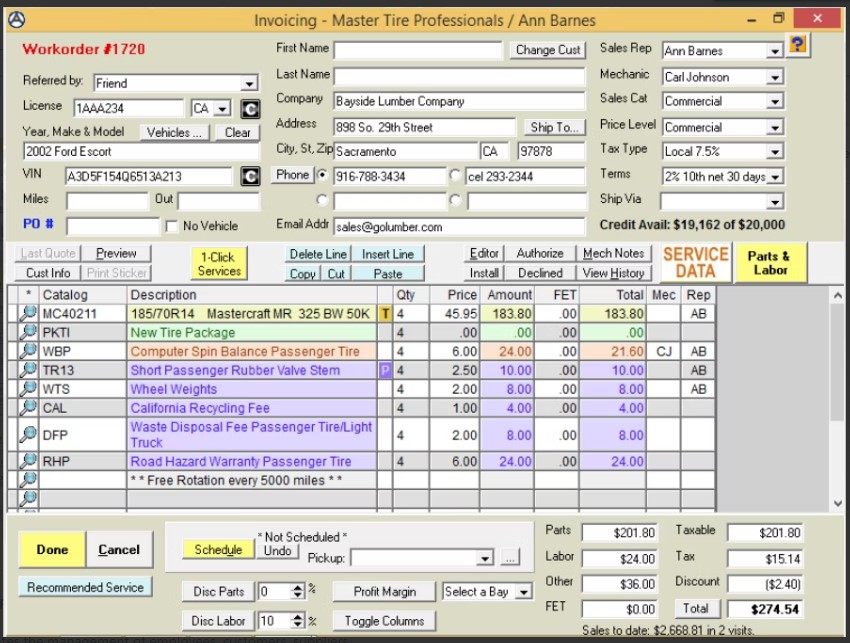 Invoicing - Master Tire Professionals / Ann Barnes
Workorder #1720
First Name Change Cust Sales Rep Ann Barnes ?
Referred by: Friend Last Name Mechanic Carl Johnson
License 1AAA234 CA C Company Bayside Lumber Company Sales Cat Commercial
Year, Make & Model Vehicles ... Clear Address 898 So. 29th Street Ship To... Price Level Commercial
2002 Ford Escort City, St, Zip Sacramento CA 97878 Tax Type Local 7.5%
VIN A3D5F154Q6513A213 C Phone 916-788-3434 cel 293-2344 Terms 2% 10th net 30 days
Miles Out Ship Via
PO # No Vehicle Email Addr sales@golumber.com Credit Avail: $19,162 of $20,000
Last Quote Preview 1-Click Services Delete Line Insert Line Editor Authorize Mech Notes SERVICE DATA Parts & Labor
Cust Info Print Sticker Copy Cut Paste Install Declined View History
* Catalog Description Qty Price Amount FET Total Mec Rep
MC40211 185/70R14 Mastercraft MR 325 BW 50K T 4 45.95 183.80 .00 183.80 AB
PKTI New Tire Package 4 .00 .00 .00 .00
WBP Computer Spin Balance Passenger Tire 4 6.00 24.00 .00 21.60 CJ AB
TR13 Short Passenger Rubber Valve Stem P 4 2.50 10.00 .00 10.00 AB
WTS Wheel Weights 4 2.00 8.00 .00 8.00 AB
CAL California Recycling Fee 4 1.00 4.00 .00 4.00
DFP Waste Disposal Fee Passenger Tire/Light Truck 4 2.00 8.00 .00 8.00
RHP Road Hazard Warranty Passenger Tire 4 6.00 24.00 .00 24.00
* * Free Rotation every 5000 miles * *
Done Cancel Schedule * Not Scheduled * Undo Pickup: ... Parts $201.80 Taxable $201.80
Labor $24.00 Tax $15.14
Recommended Service Disc Parts 0 % Profit Margin Select a Bay Other $36.00 Discount ($2.40)
Disc Labor 10 % Toggle Columns FET $0.00 Total $274.54
Sales to date: $2,668.81 in 2 visits.